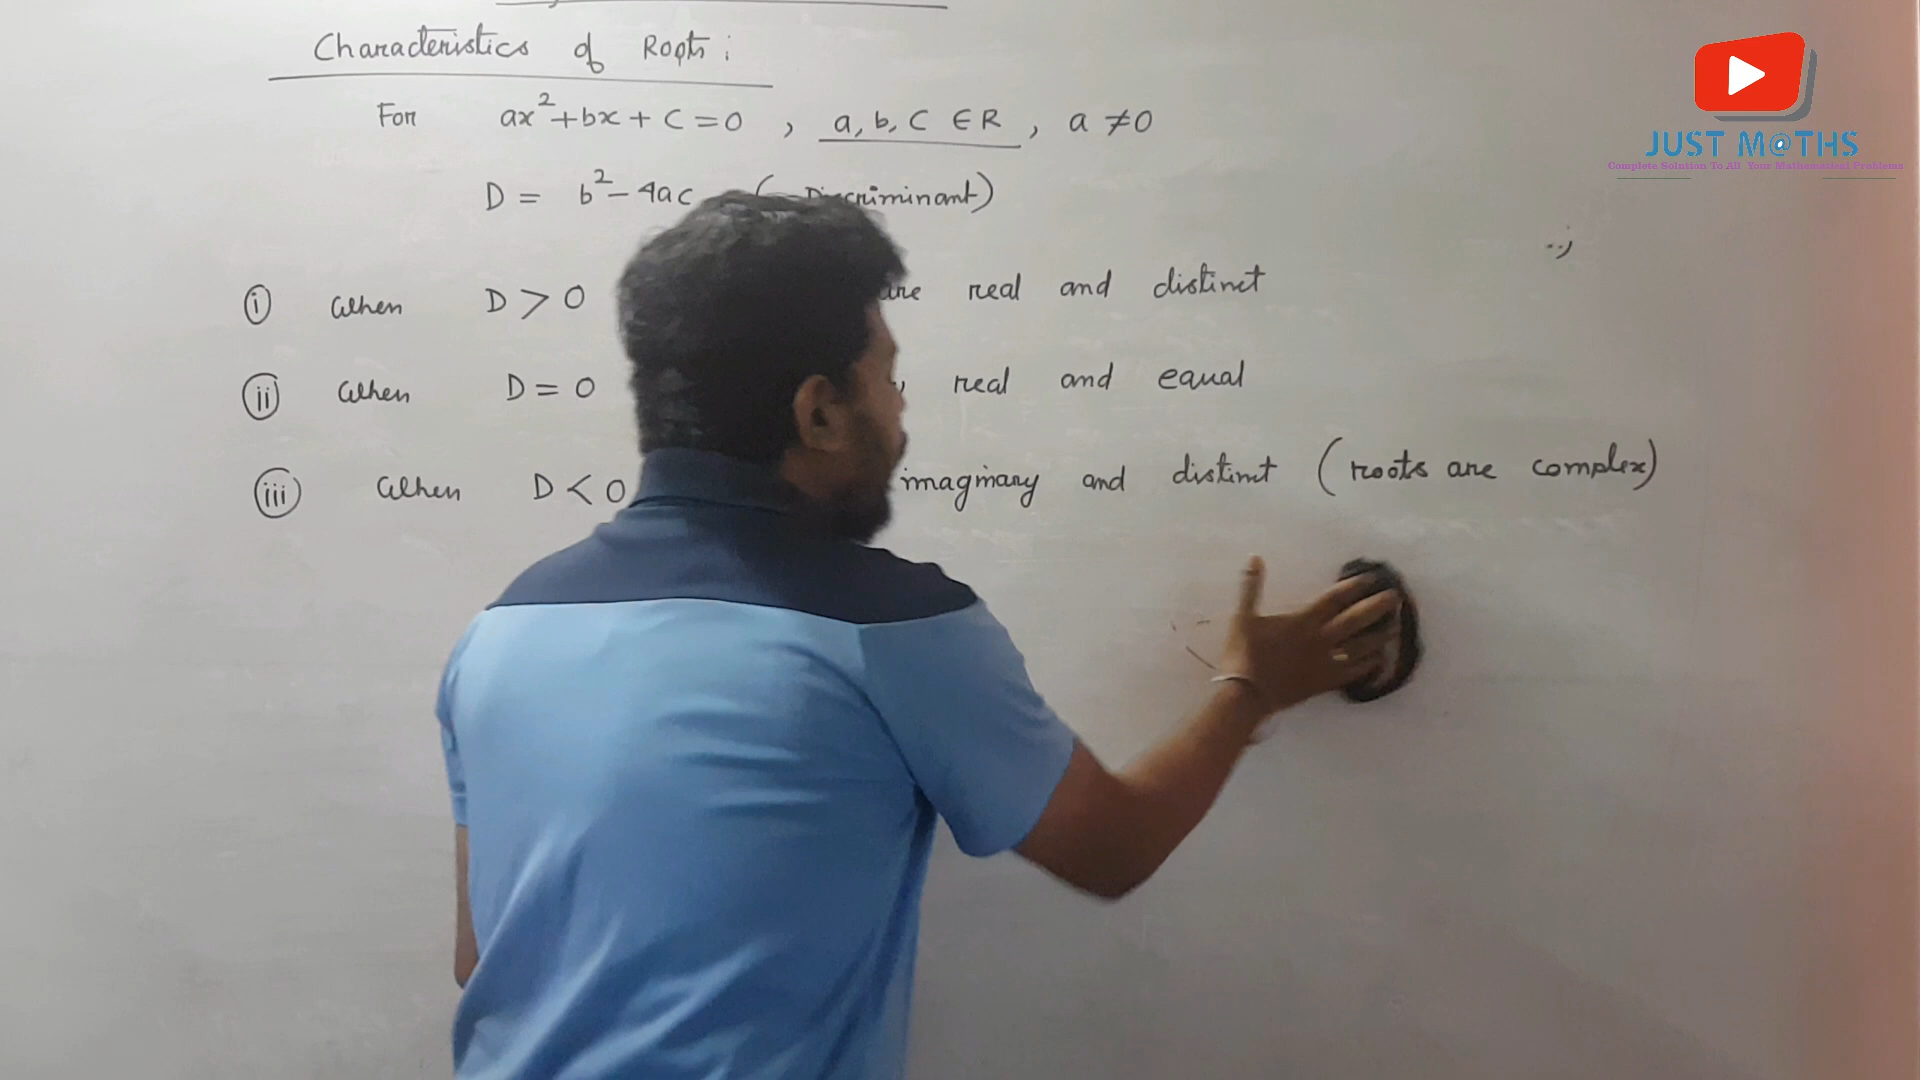 Characteristics of Roots :
For ax²+bx+c=0 , a, b, c ∈ R , a ≠0
D = b²-4ac ( Discriminant)
(i) When D > 0 are real and distinct
(ii) When D = 0 real and equal
(iii) When D < 0 imaginary and distinct (roots are complex)
JUST M@THS
Complete Solution To All Your Mathematical Problems